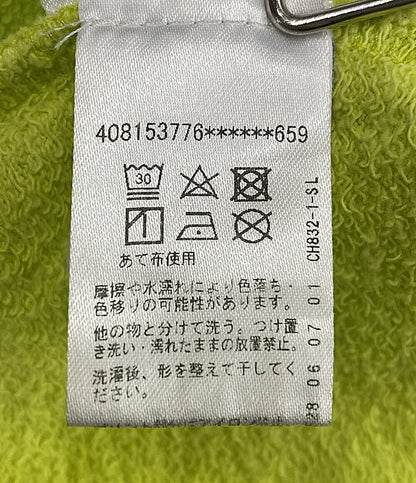 408153776******659
30
あて布使用
摩擦や水濡れにより色落ち・
色移りの可能性があります。
他の物と分けて洗う。つけ置
き洗い・濡れたままの放置禁止。
洗濯後、形を整えて干してく
ださい。
28 06 07 01 CH832-1-SL